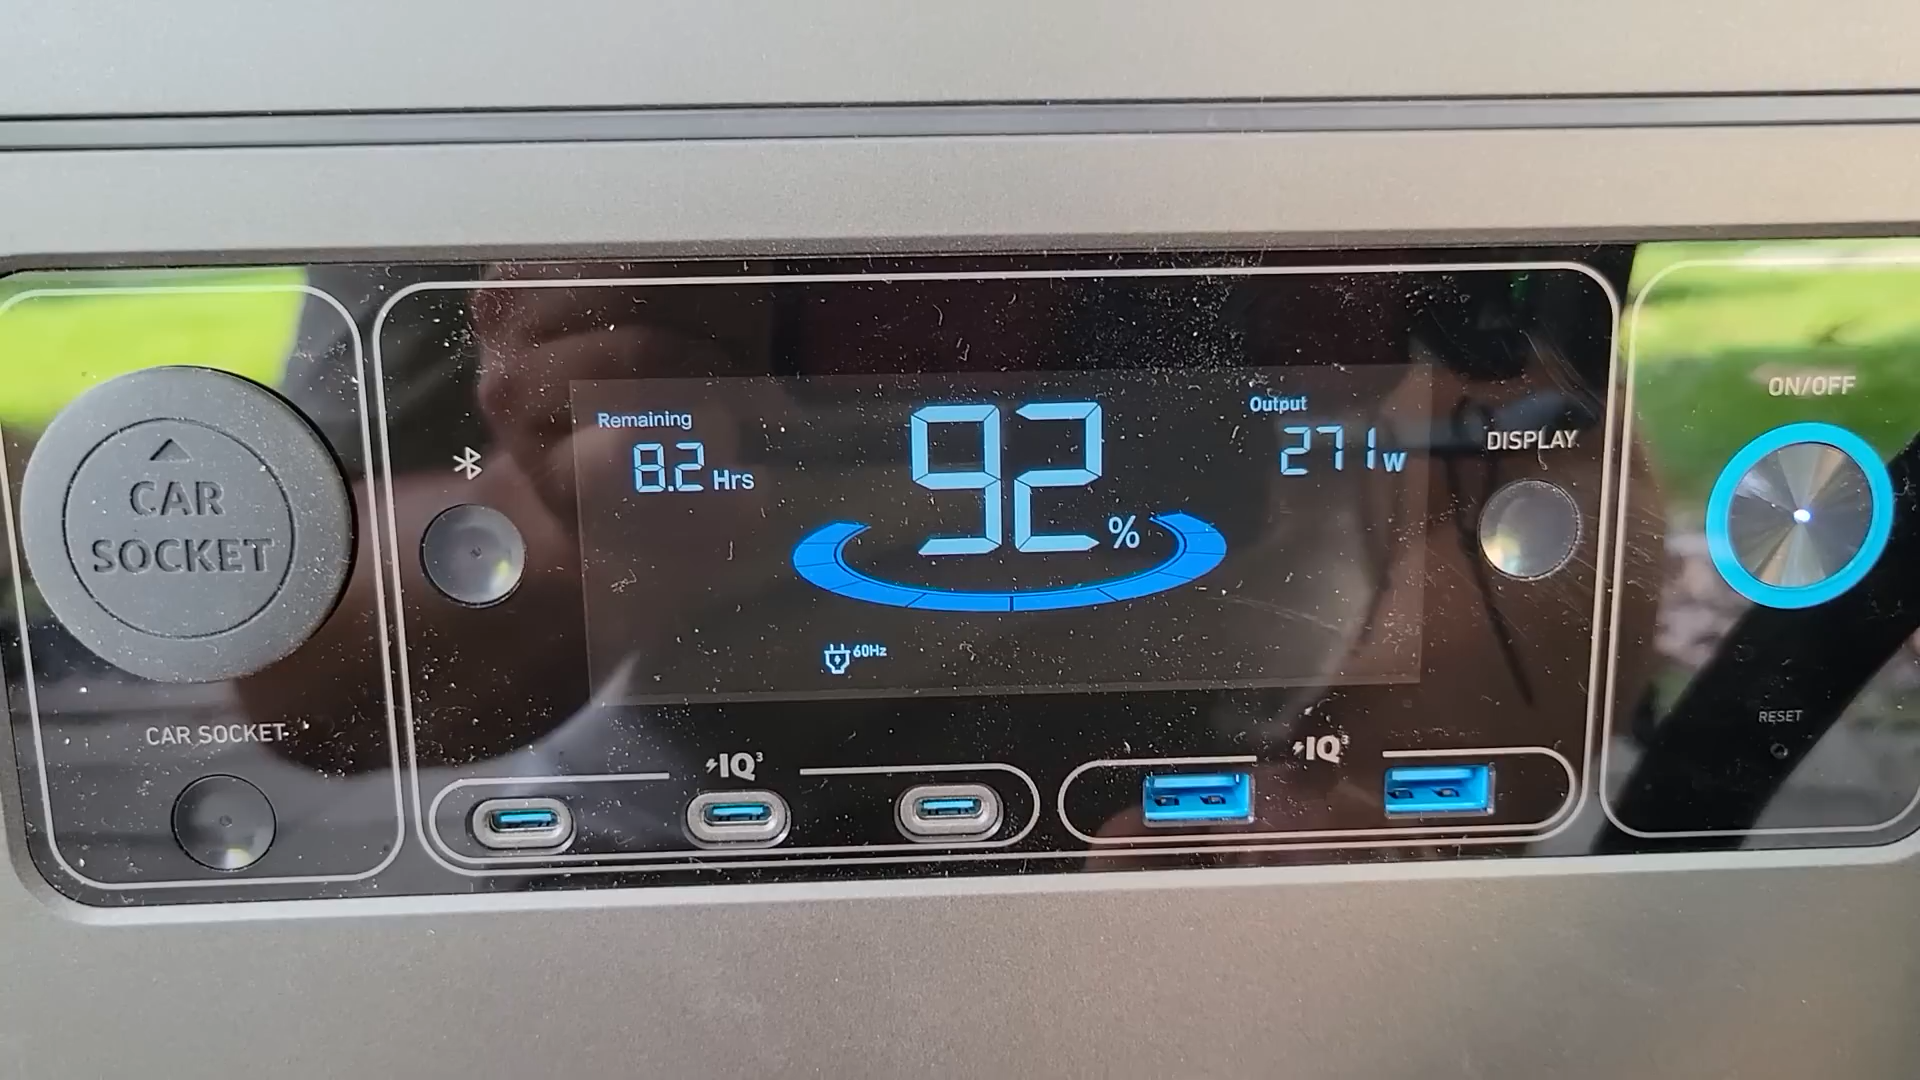 CAR
SOCKET
CAR SOCKET
Remaining
8.2 Hrs
92%
Output
271w
60Hz
DISPLAY
IQ³
IQ³
ON/OFF
RESET